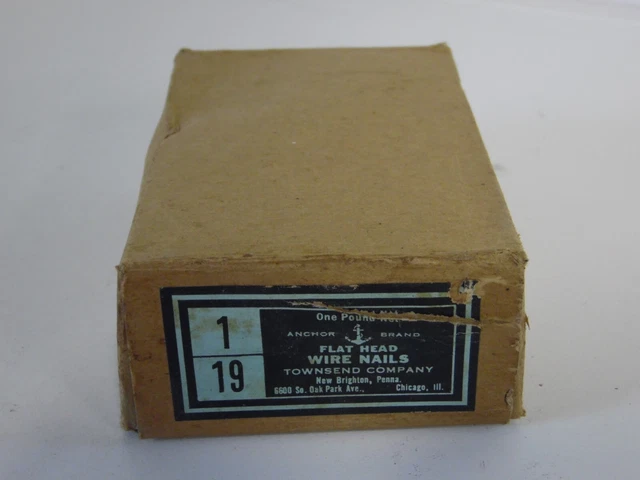 1
19
One Pound
ANCHOR BRAND
FLAT HEAD
WIRE NAILS
TOWNSEND COMPANY
New Brighton, Penna.
6600 So. Oak Park Ave., Chicago, Ill.